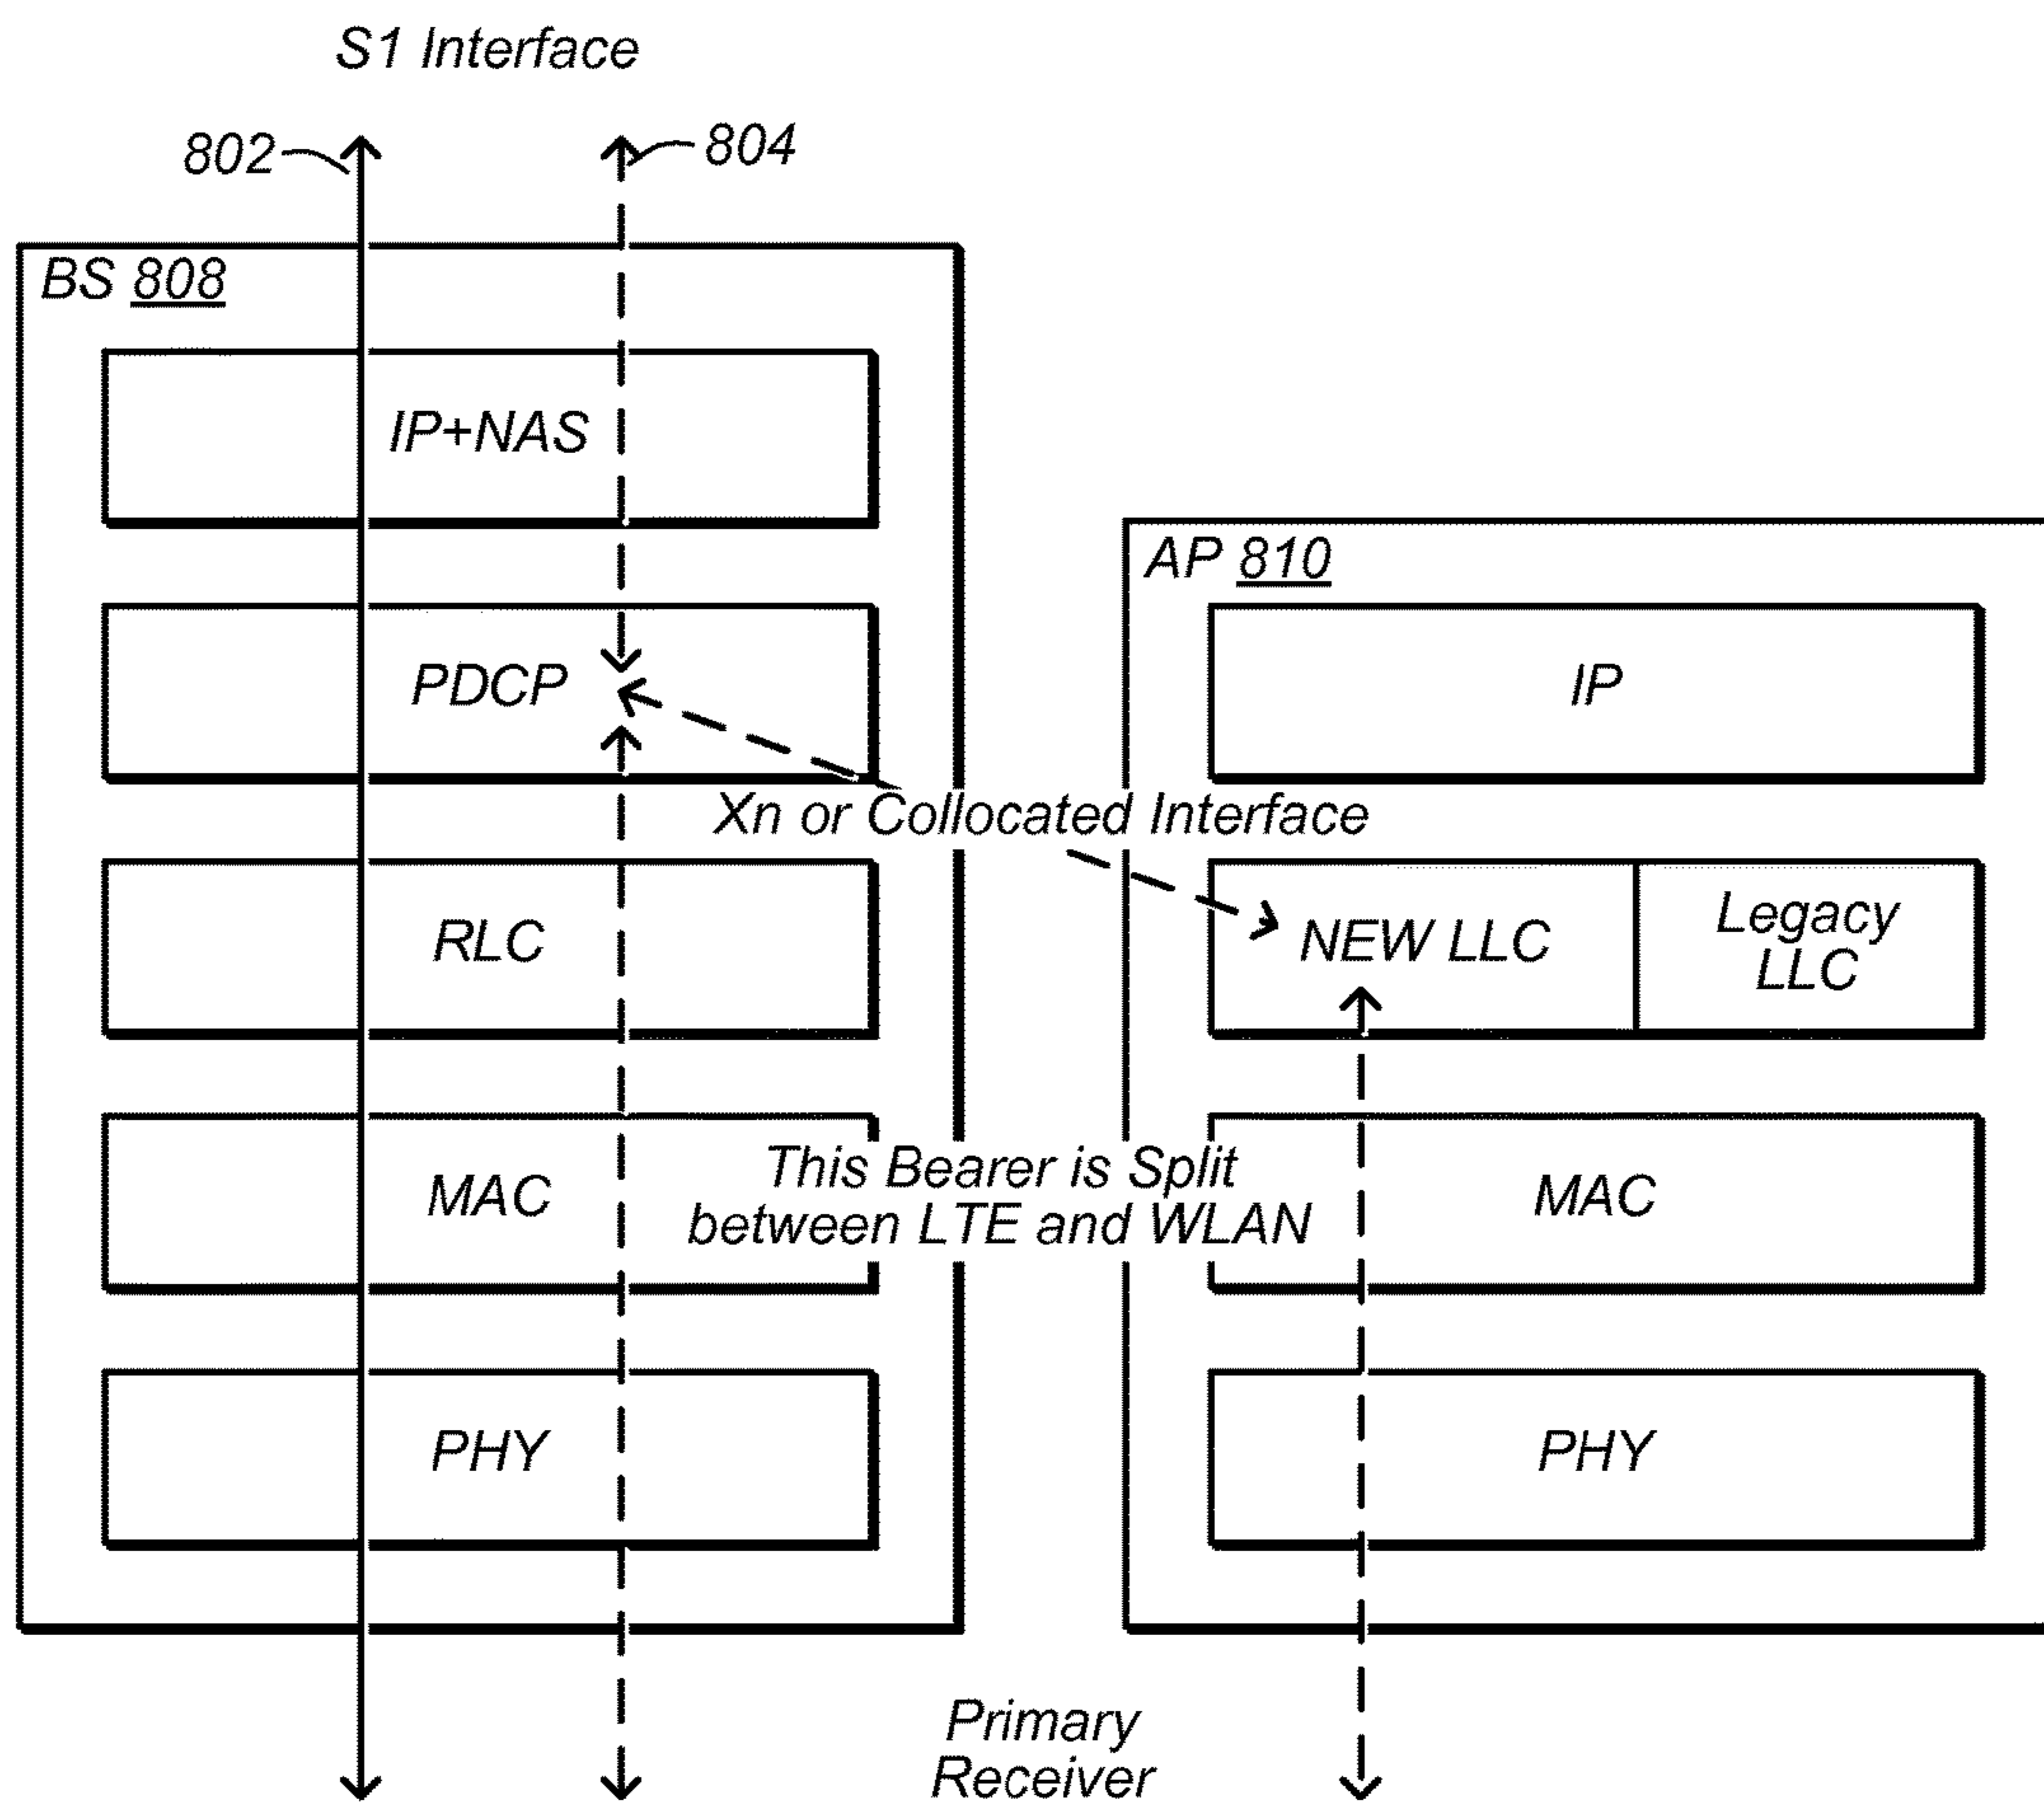 S1 Interface
802
804
BS 808
IP+NAS
AP 810
PDCP
IP
Xn or Collocated Interface
RLC
NEW LLC
Legacy
LLC
This Bearer is Split
between LTE and WLAN
MAC
MAC
PHY
PHY
Primary
Receiver